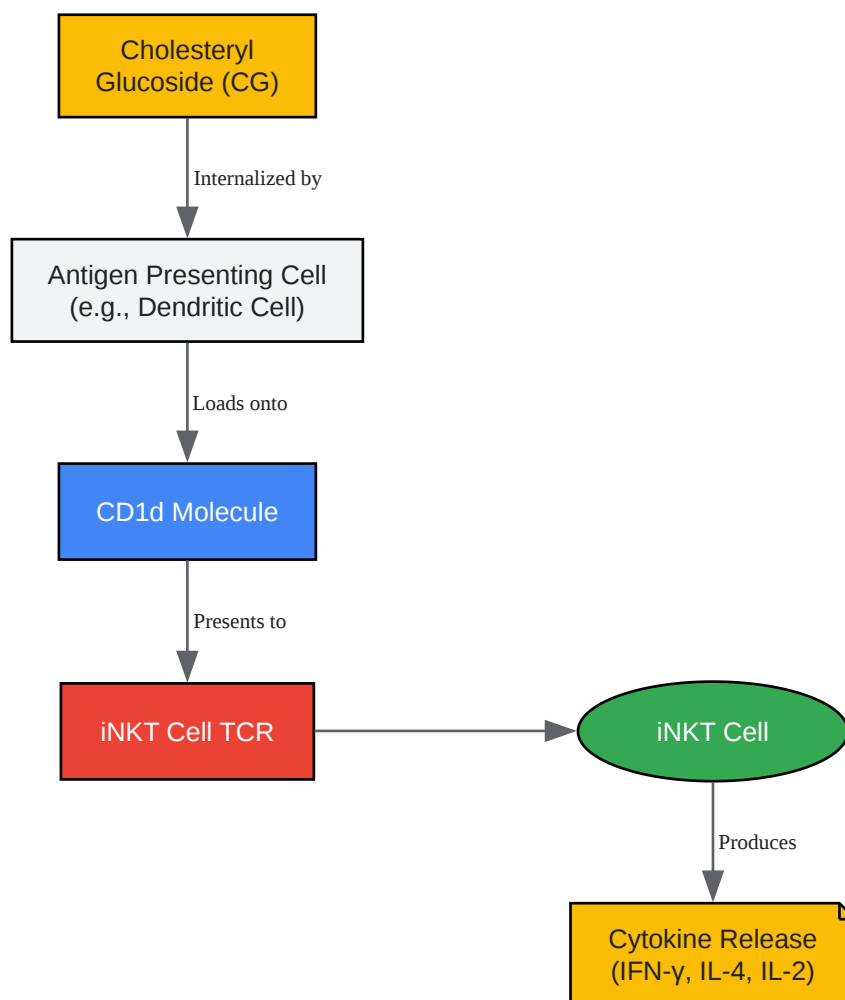 Cholesteryl
Glucoside (CG)
Internalized by
Antigen Presenting Cell
(e.g., Dendritic Cell)
Loads onto
CD1d Molecule
Presents to
iNKT Cell TCR
iNKT Cell
Produces
Cytokine Release
(IFN-γ, IL-4, IL-2)